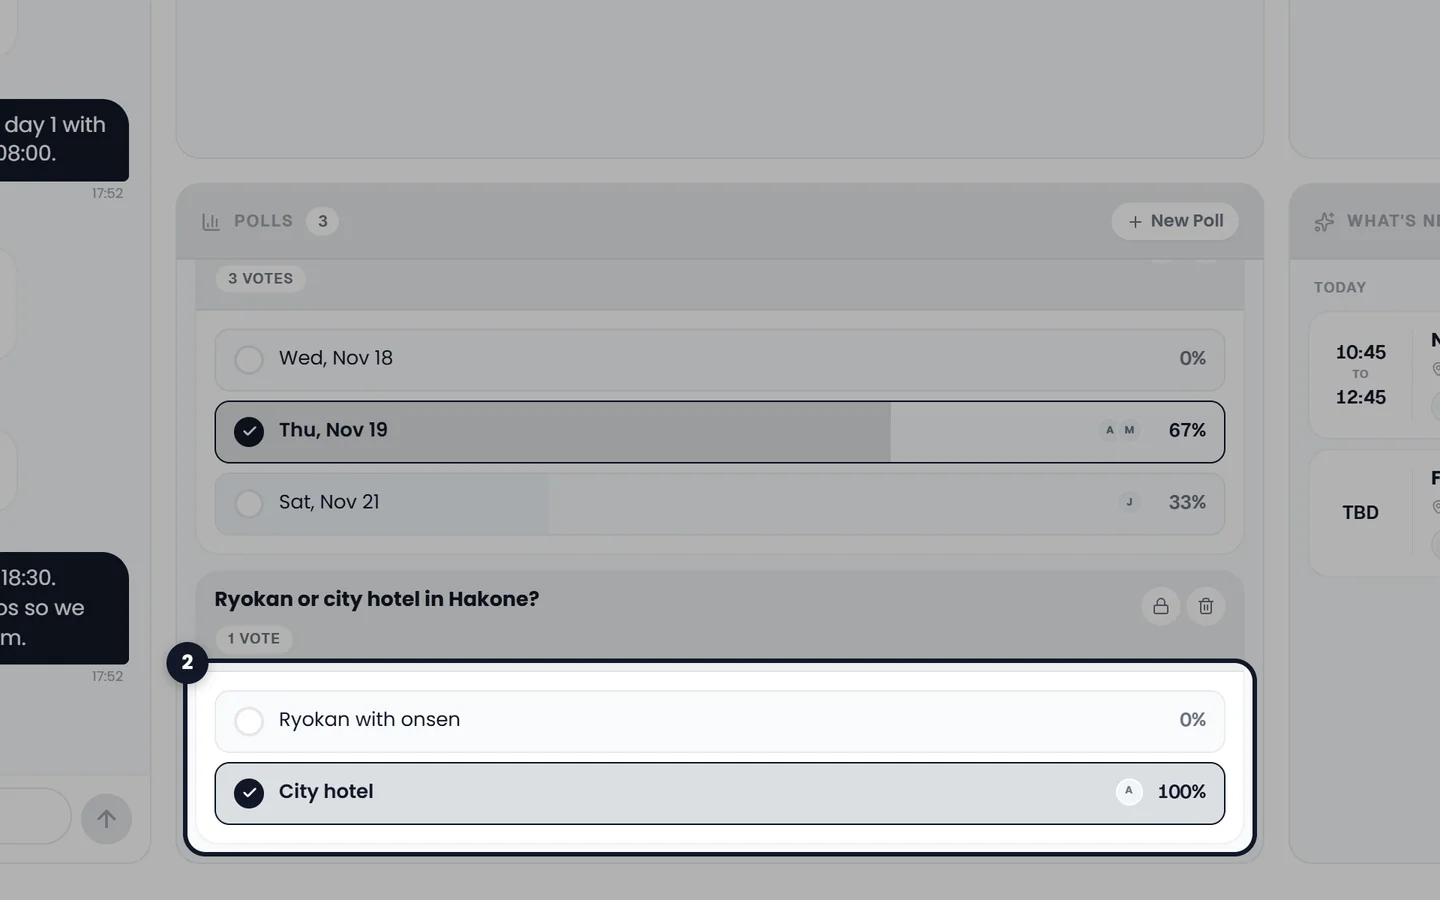 day 1 with
08:00.
17:52
18:30.
os so we
m.
17:52
POLLS 3
New Poll
3 VOTES
Wed, Nov 18 0%
Thu, Nov 19 A M 67%
Sat, Nov 21 J 33%
Ryokan or city hotel in Hakone?
1 VOTE
2
Ryokan with onsen 0%
City hotel A 100%
WHAT'S
TODAY
10:45
TO
12:45
TBD